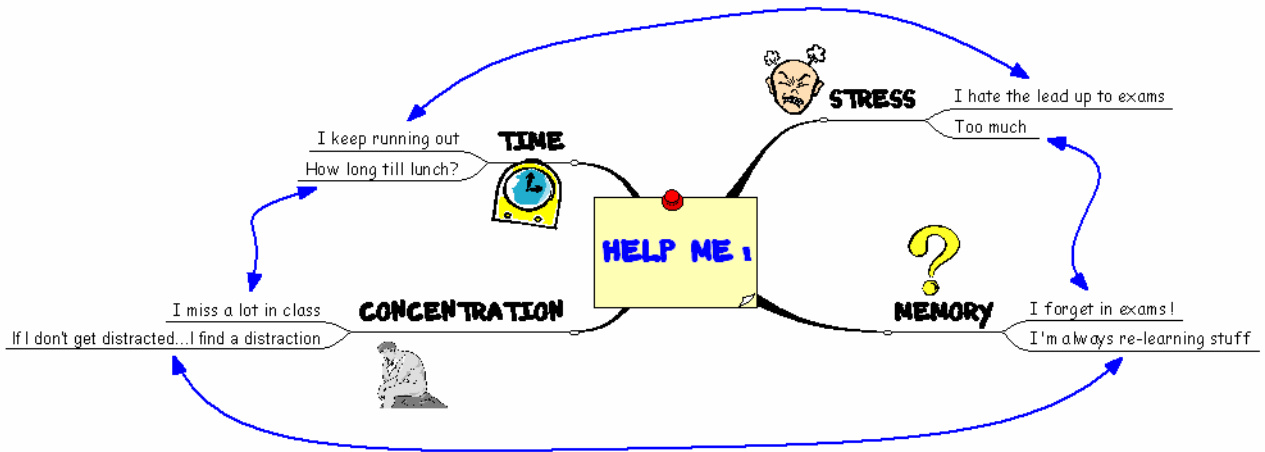 STRESS
I hate the lead up to exams
Too much
TIME
I keep running out
How long till lunch?
HELP ME !
CONCENTRATION
I miss a lot in class
If I don't get distracted...I find a distraction
MEMORY
I forget in exams!
I'm always re-learning stuff